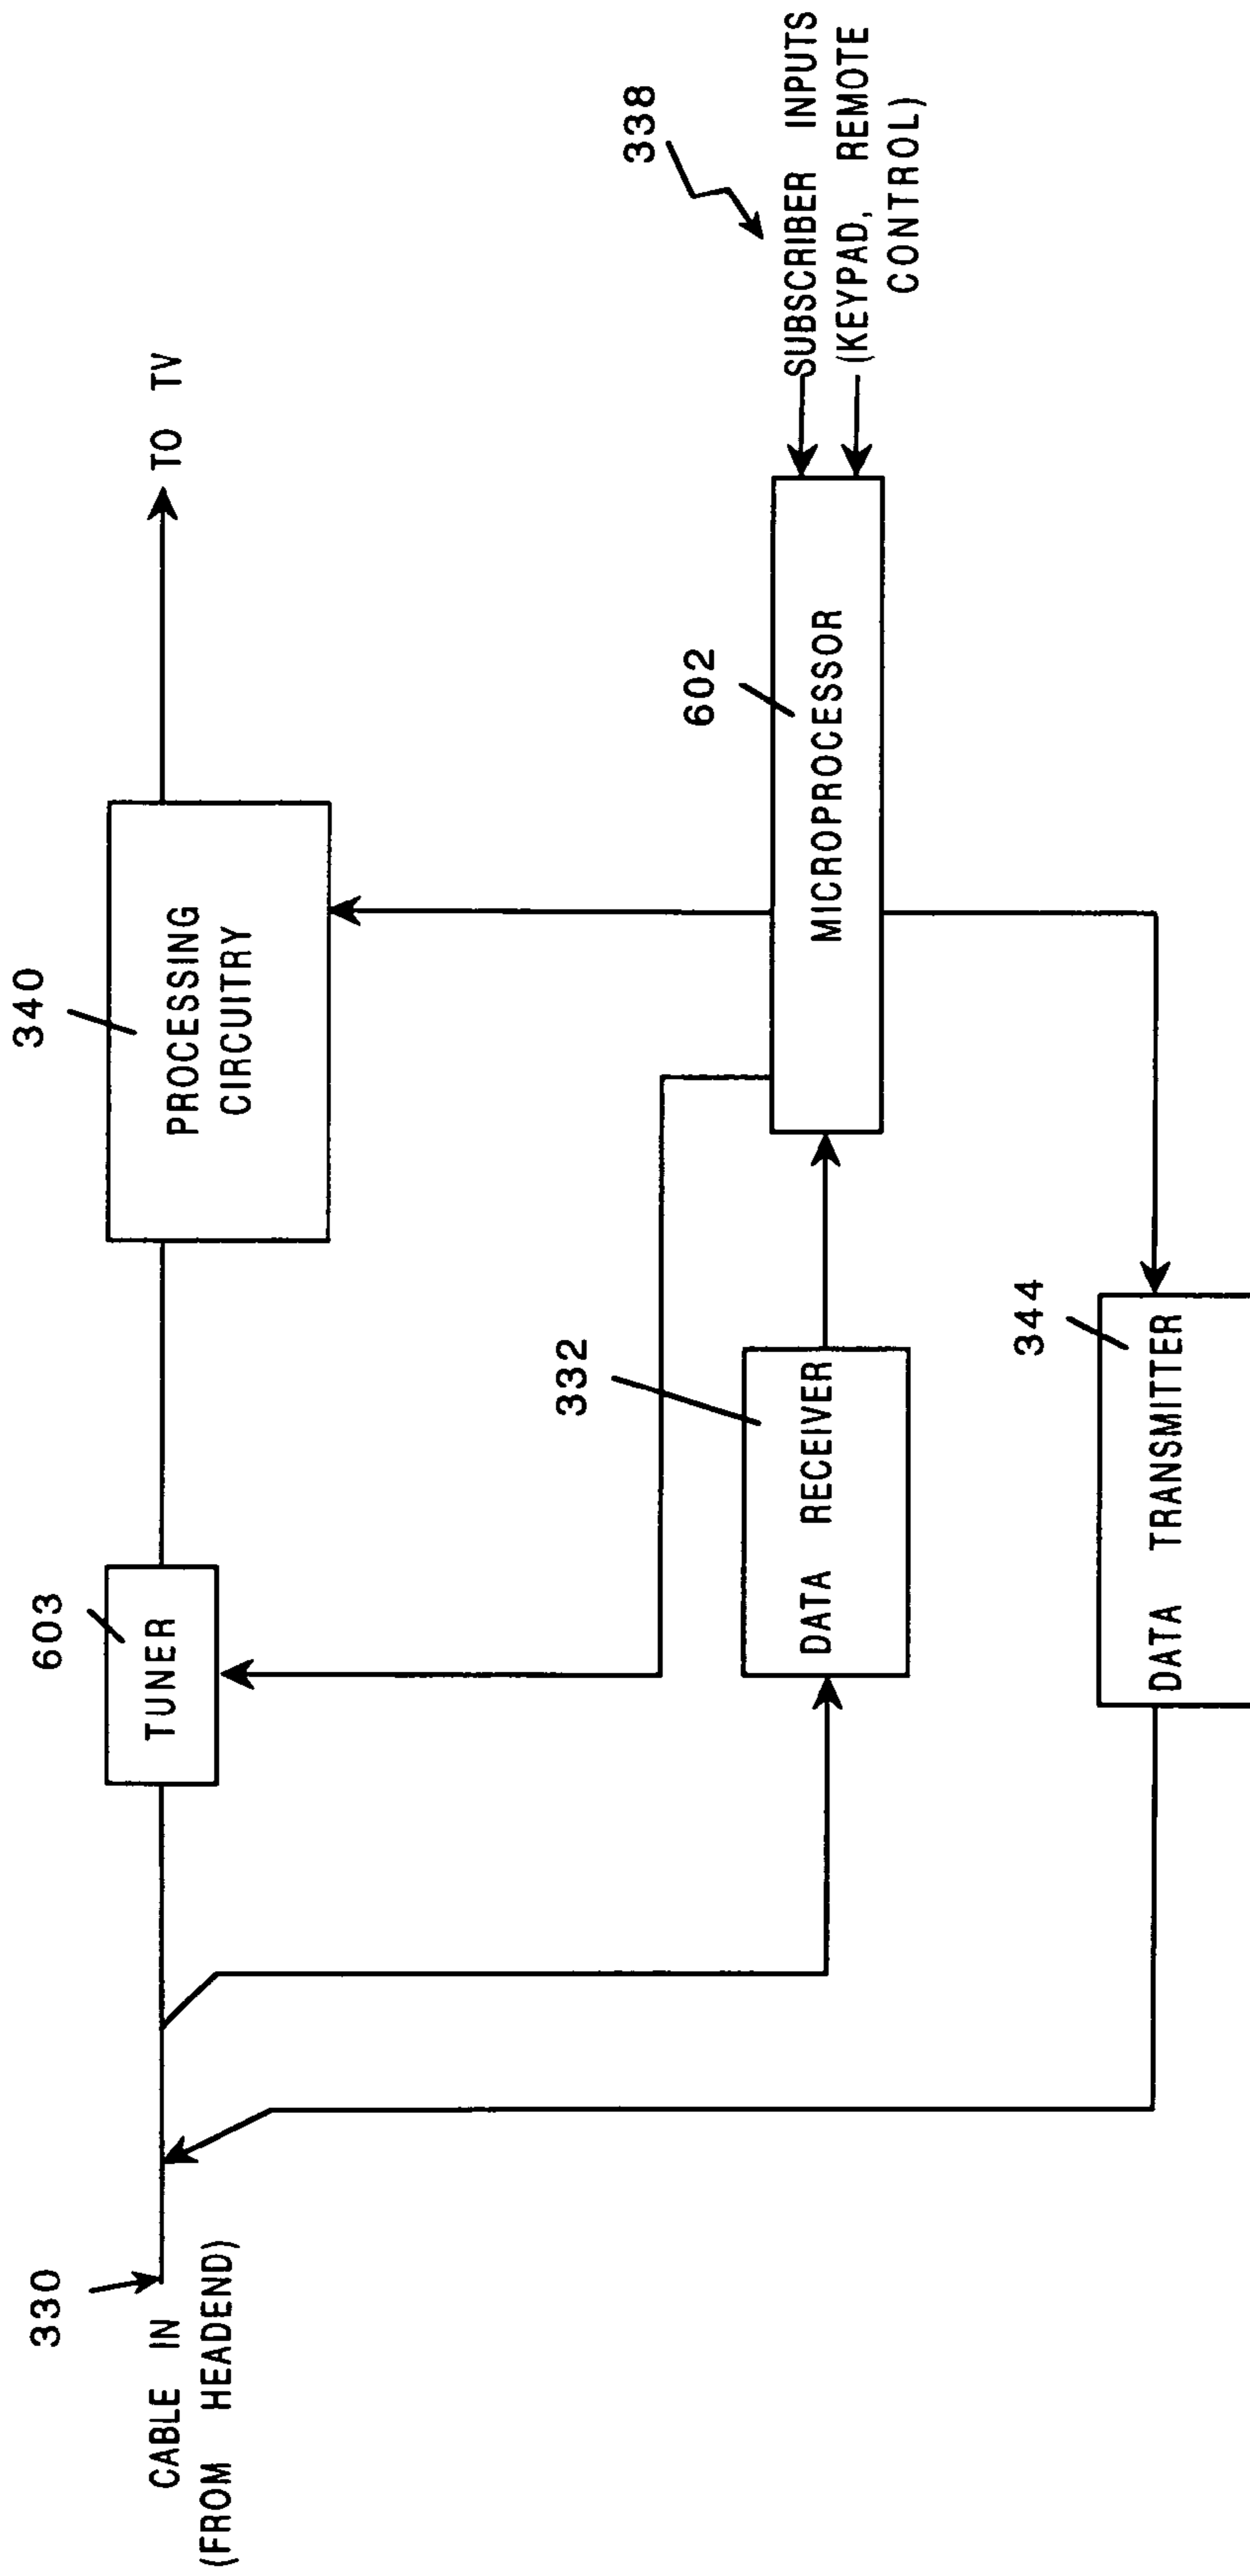 330
CABLE IN
(FROM HEADEND)
603
TUNER
340
PROCESSING
CIRCUITRY
TO TV
332
DATA RECEIVER
602
MICROPROCESSOR
338
SUBSCRIBER INPUTS
(KEYPAD, REMOTE
CONTROL)
344
DATA TRANSMITTER